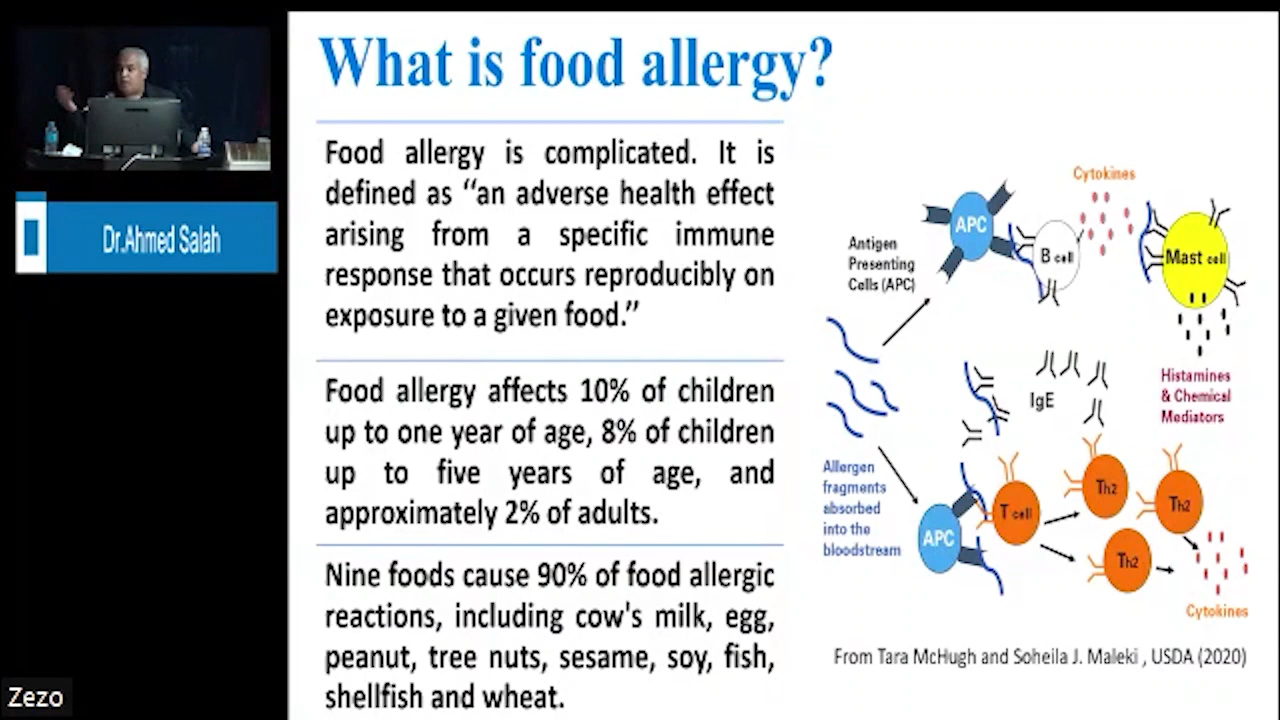 What is food allergy?
Food allergy is complicated. It is
defined as “an adverse health effect
arising from a specific immune
response that occurs reproducibly on
exposure to a given food.”
Food allergy affects 10% of children
up to one year of age, 8% of children
up to five years of age, and
approximately 2% of adults.
Nine foods cause 90% of food allergic
reactions, including cow's milk, egg,
peanut, tree nuts, sesame, soy, fish,
shellfish and wheat.
Dr.Ahmed Salah
Zezo
Cytokines
APC
Antigen
Presenting
Cells (APC)
B cell
Mast cell
Histamines
& Chemical
Mediators
IgE
Allergen
fragments
absorbed
into the
bloodstream
APC
T cell
Th2
Th2
Th2
Cytokines
From Tara McHugh and Soheila J. Maleki , USDA (2020)